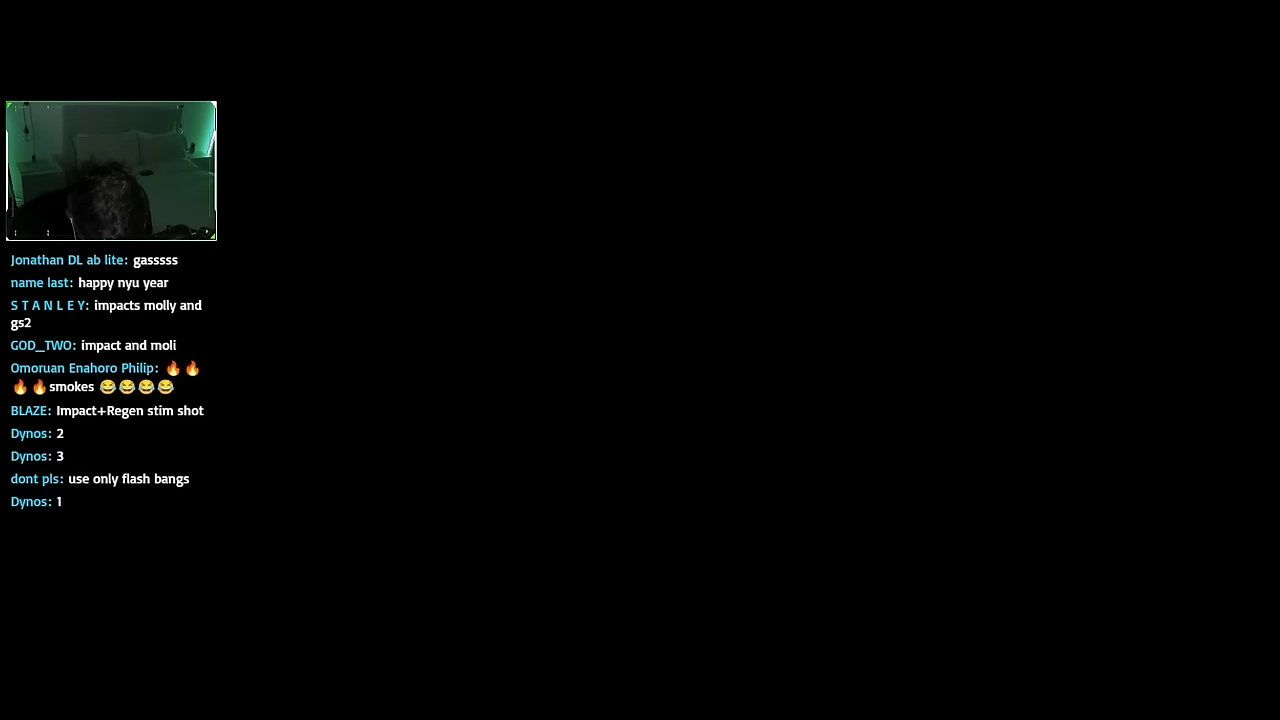 Jonathan DL ab lite: gasssss
name last: happy nyu year
S T A N L E Y: impacts molly and
gs2
GOD_TWO: impact and moli
Omoruan Enahoro Philip: 🔥🔥
🔥🔥smokes 😂😂😂😂
BLAZE: Impact+Regen stim shot
Dynos: 2
Dynos: 3
dont pls: use only flash bangs
Dynos: 1